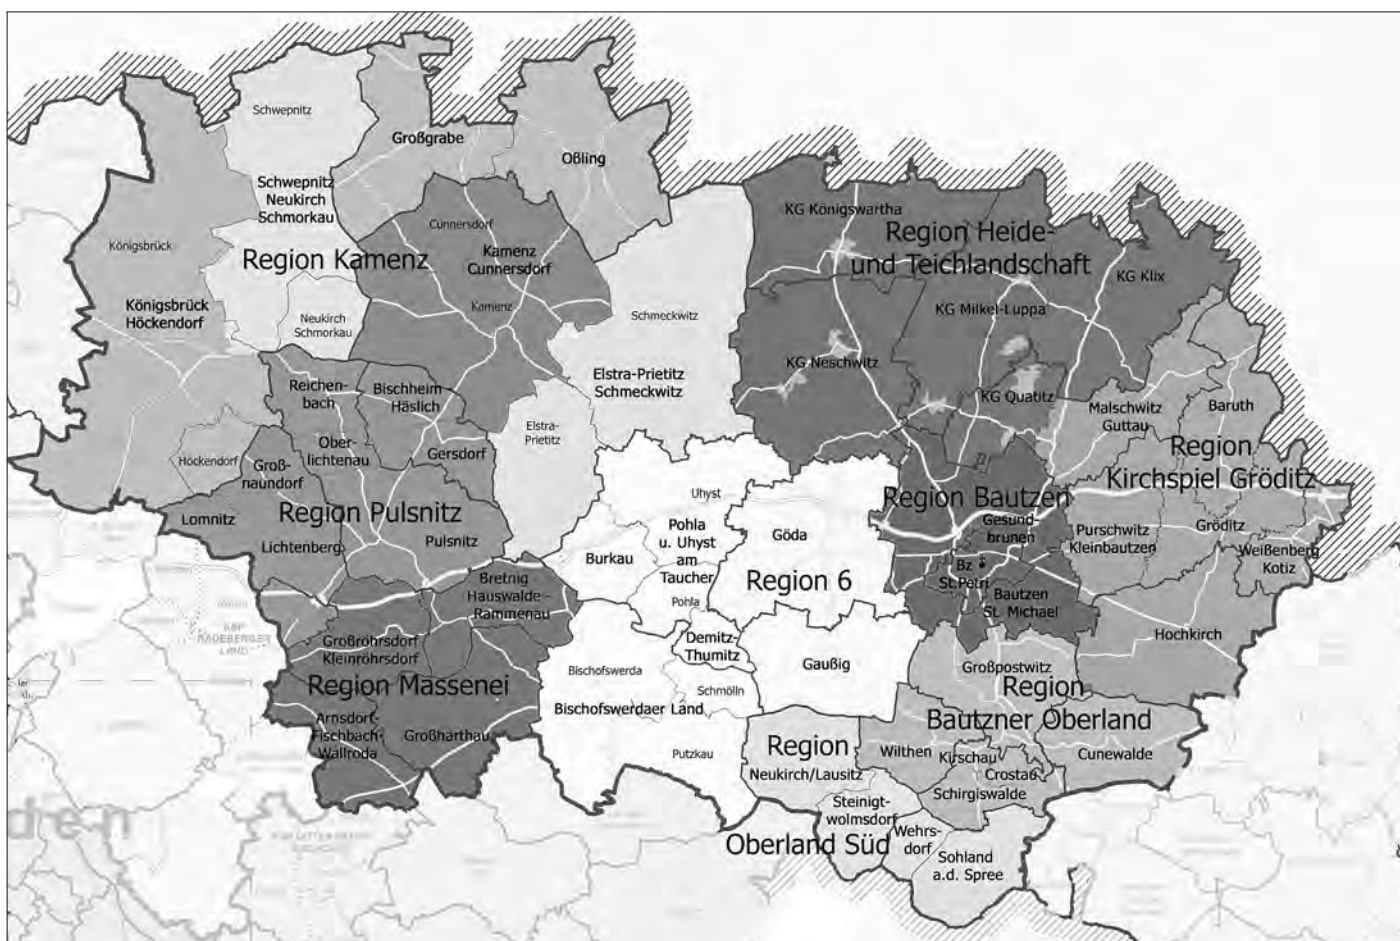 Schwepnitz
Großgrabe
Oßling
Schwepnitz
Neukirch
Schmorkau
Königsbrück
Region Kamenz
Cunnersdorf
Kamenz
Cunnersdorf
Kamenz
Königsbrück
Höckendorf
Neukirch
Schmorkau
Schmeckwitz
Elstra-Prietitz
Schmeckwitz
Elstra-
Prietitz
KG Königswartha
Region Heide-
und Teichlandschaft
KG Klix
KG Milkel-Luppa
KG Neschwitz
KG Quatitz
Malschwitz
Guttau
Baruth
Region
Kirchspiel Gröditz
Purschwitz
Kleinbautzen
Gröditz
Weißenberg
Kotiz
Hochkirch
Reichen-
bach
Bischheim -
Häslich
Ober-
lichtenau
Gersdorf
Höckendorf
Groß-
naundorf
Lomnitz
Region Pulsnitz
Lichtenberg
Pulsnitz
Bretnig
Hauswalde -
Rammenau
Großröhrsdorf
Kleinröhrsdorf
Region Massenei
Arnsdorf-
Fischbach-
Wallroda
Großharthau
Uhyst
Pohla
u. Uhyst
am
Taucher
Burkau
Pohla
Göda
Region 6
Demitz-
Thumitz
Gaußig
Bischofswerda
Schmölln
Bischofswerdaer Land
Putzkau
Region Bautzen
Gesund-
brunen
Bz
St.Petri
Bautzen
St. Michael
Großpostwitz
Region
Bautzner Oberland
Wilthen
Kirschau
Crostau
Schirgiswalde
Cunewalde
Region
Neukirch/Lausitz
Steinigt-
wolmsdorf
Oberland Süd
Wehrs-
dorf
Sohland
a.d. Spree
KBP
RADEBERGER
LAND
d-e-n